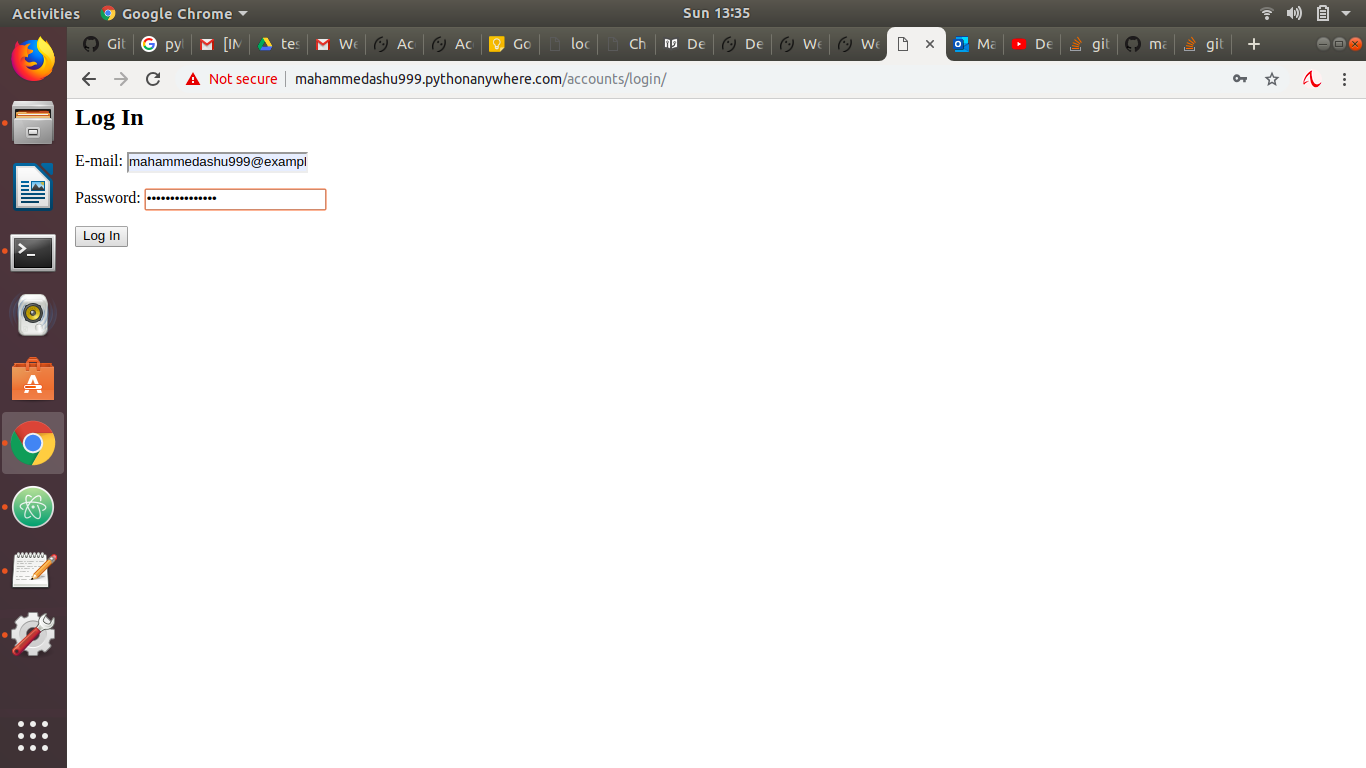 Activities Google Chrome Sun 13:35
Git pyt [IM tes We Ac Ac Go loc Ch De De We We Ma De git ma git
Not secure mahammedashu999.pythonanywhere.com/accounts/login/
Log In
E-mail: mahammedashu999@exampl
Password: •••••••••••••••
Log In